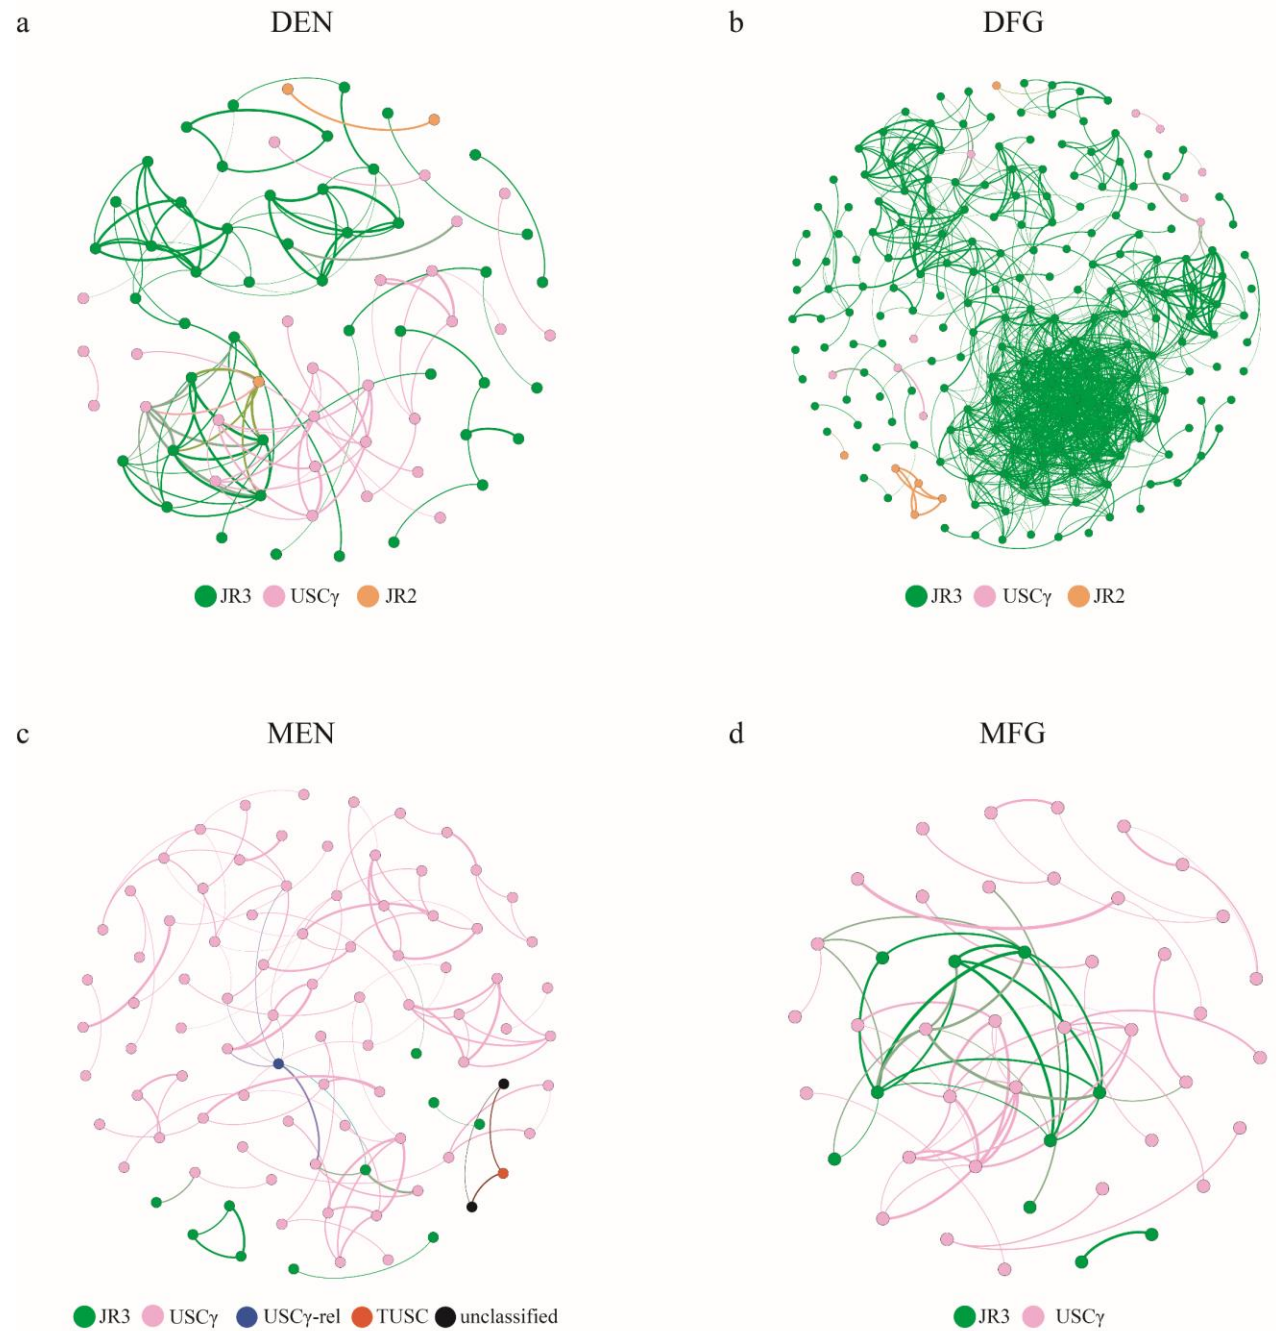 a DEN
JR3 USCγ JR2
b DFG
JR3 USCγ JR2
c MEN
JR3 USCγ USCγ-rel TUSC unclassified
d MFG
JR3 USCγ